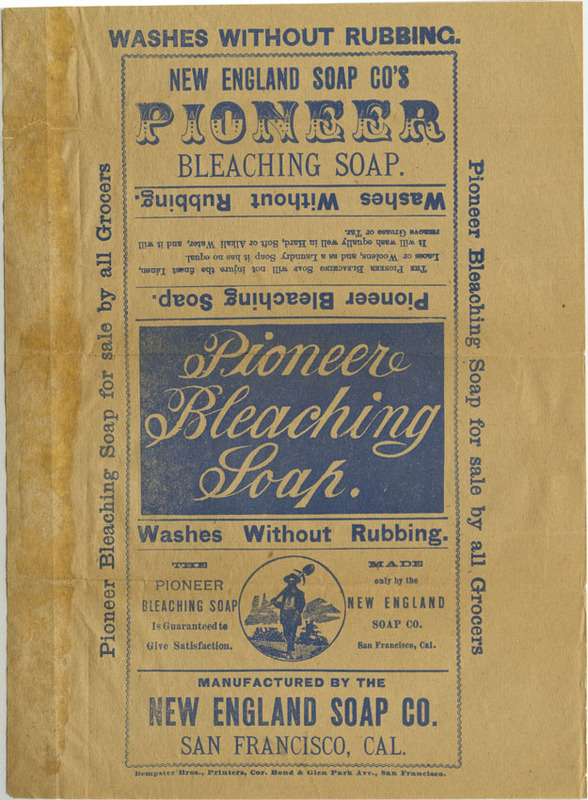 WASHES WITHOUT RUBBING.
NEW ENGLAND SOAP CO'S
PIONEER
BLEACHING SOAP.
Pioneer Bleaching Soap.
THE PIONEER BLEACHING SOAP will not injure the finest Linen,
Laces or Woolens, and as a Laundry Soap it has no equal.
It will wash equally well in Hard, Soft or Alkali Water, and it will
remove Grease or Tar.
Washes Without Rubbing.
Pioneer Bleaching Soap for sale by all Grocers
Pioneer Bleaching Soap for sale by all Grocers
Pioneer
Bleaching
Soap.
Washes Without Rubbing.
THE
PIONEER
BLEACHING SOAP
Is Guaranteed to
Give Satisfaction.
MADE
only by the
NEW ENGLAND
SOAP CO.
San Francisco, Cal.
MANUFACTURED BY THE
NEW ENGLAND SOAP CO.
SAN FRANCISCO, CAL.
Dempster Bros., Printers, Cor. Bond & Glen Park Ave., San Francisco.